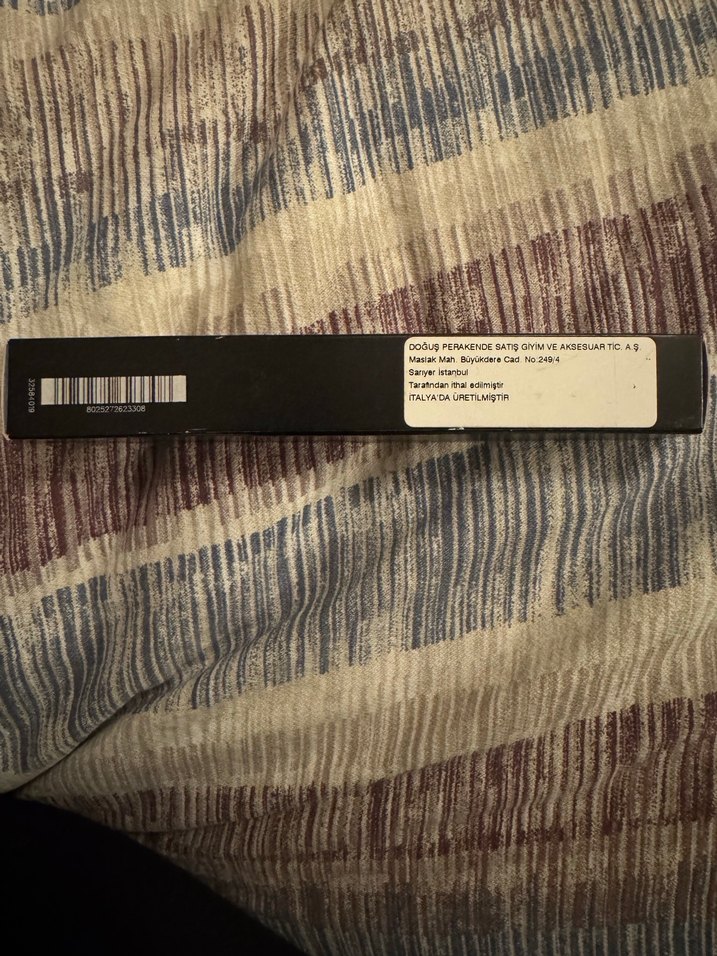 32584019
8025272623308
DOĞUŞ PERAKENDE SATIŞ GİYİM VE AKSESUAR TİC. A.Ş.
Maslak Mah. Büyükdere Cad. No:249/4
Sarıyer İstanbul
Tarafından ithal edilmiştir
İTALYA'DA ÜRETİLMİŞTİR